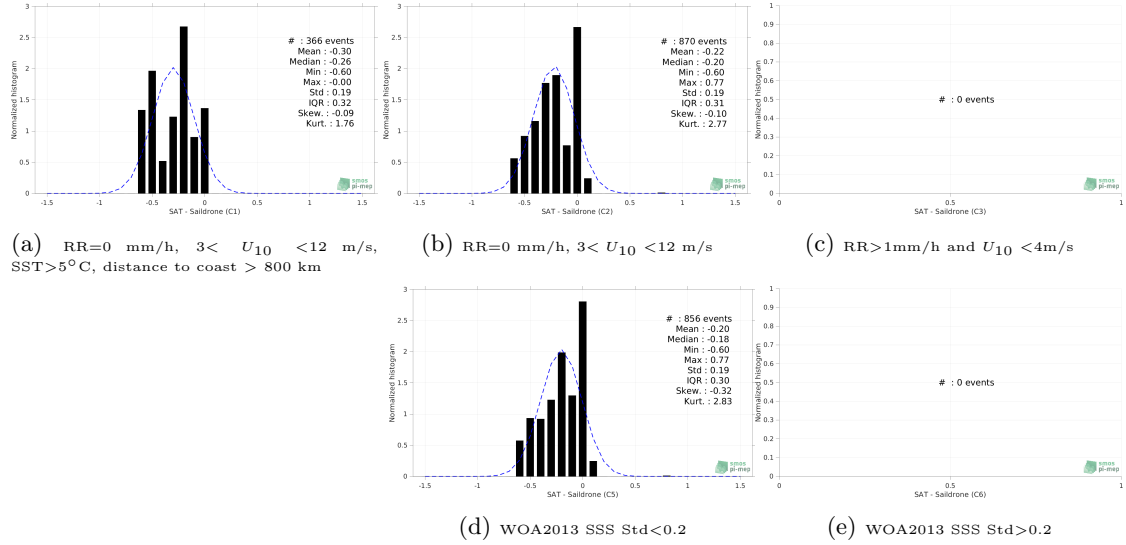 3
2.5
2
1.5
1
0.5
0
-1.5
-1
-0.5
0
0.5
1
1.5
Normalized histogram
SAT - Saildrone (C1)
# : 366 events
Mean : -0.30
Median : -0.26
Min : -0.60
Max : -0.00
Std : 0.19
IQR : 0.32
Skew. : -0.09
Kurt. : 1.76
smos
pi-mep
(a) RR=0 mm/h, 3< U10 <12 m/s,
SST>5°C, distance to coast > 800 km
3
2.5
2
1.5
1
0.5
0
-1.5
-1
-0.5
0
0.5
1
1.5
Normalized histogram
SAT - Saildrone (C2)
# : 870 events
Mean : -0.22
Median : -0.20
Min : -0.60
Max : 0.77
Std : 0.19
IQR : 0.31
Skew. : -0.10
Kurt. : 2.77
smos
pi-mep
(b) RR=0 mm/h, 3< U10 <12 m/s
1
0.9
0.8
0.7
0.6
0.5
0.4
0.3
0.2
0.1
0
0
0.5
1
Normalized histogram
SAT - Saildrone (C3)
# : 0 events
smos
pi-mep
(c) RR>1mm/h and U10 <4m/s
3
2.5
2
1.5
1
0.5
0
-1.5
-1
-0.5
0
0.5
1
1.5
Normalized histogram
SAT - Saildrone (C5)
# : 856 events
Mean : -0.20
Median : -0.18
Min : -0.60
Max : 0.77
Std : 0.19
IQR : 0.30
Skew. : -0.32
Kurt. : 2.83
smos
pi-mep
(d) WOA2013 SSS Std<0.2
1
0.9
0.8
0.7
0.6
0.5
0.4
0.3
0.2
0.1
0
0
0.5
1
Normalized histogram
SAT - Saildrone (C6)
# : 0 events
smos
pi-mep
(e) WOA2013 SSS Std>0.2